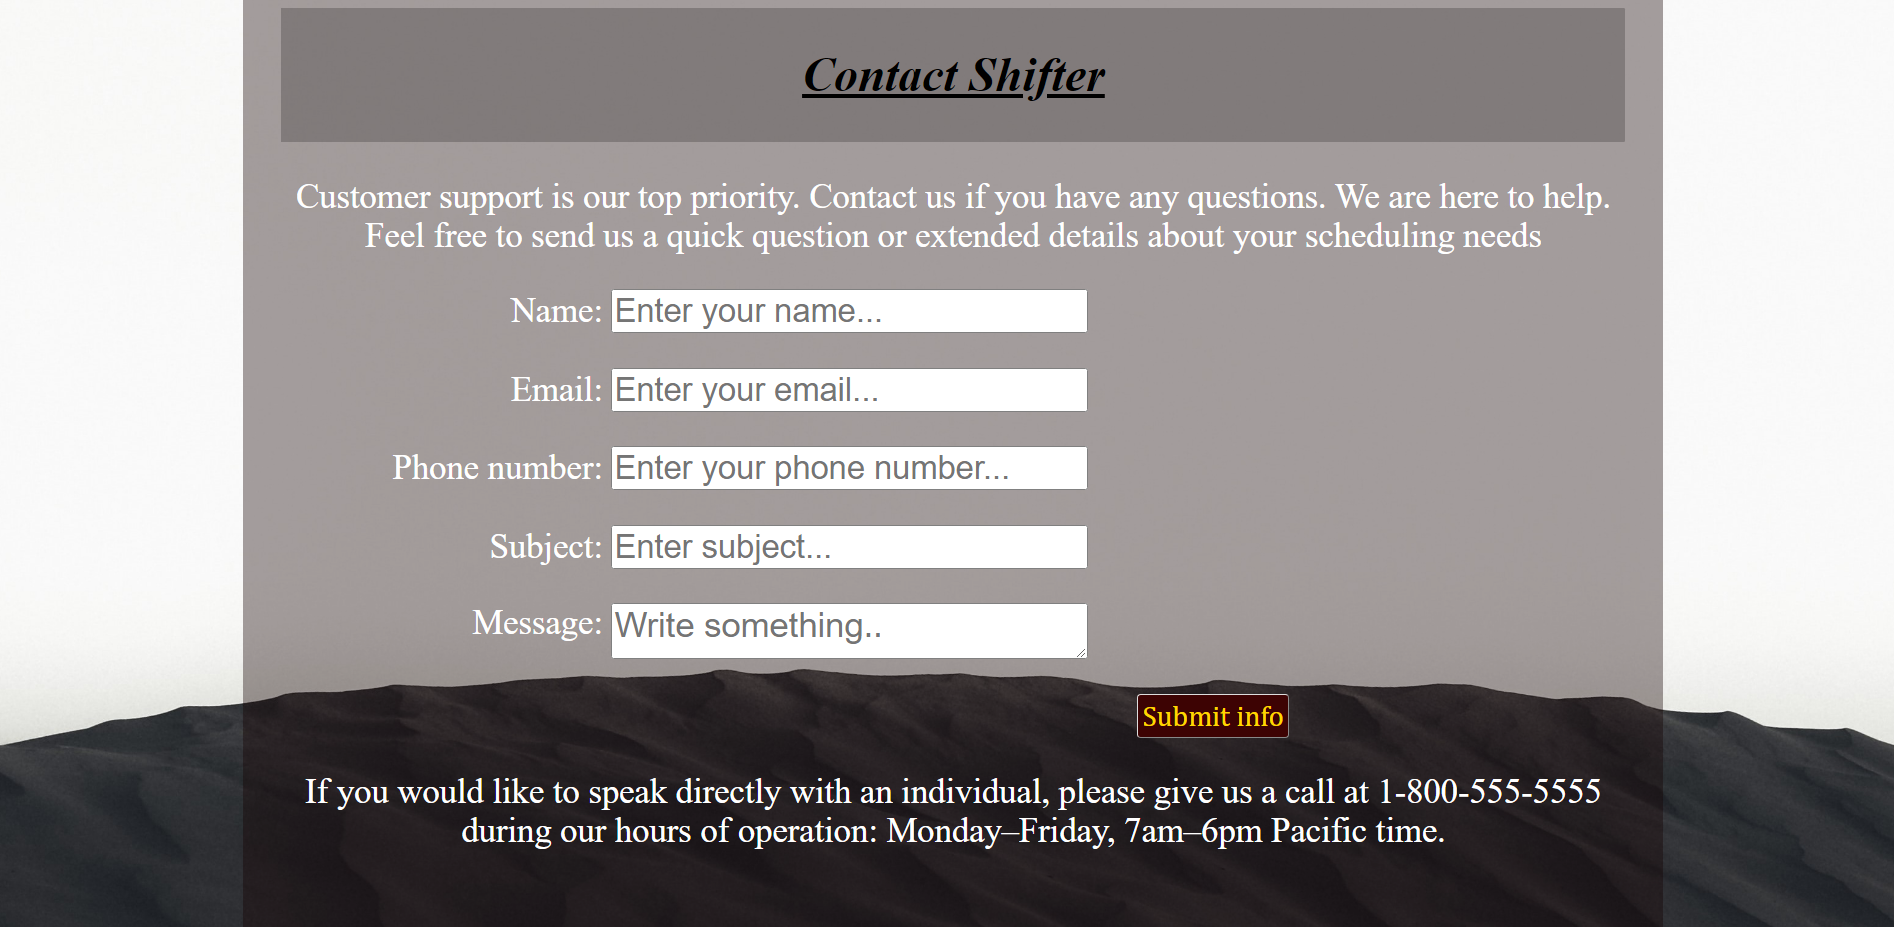 Contact Shifter
Customer support is our top priority. Contact us if you have any questions. We are here to help.
Feel free to send us a quick question or extended details about your scheduling needs
Name: Enter your name...
Email: Enter your email...
Phone number: Enter your phone number...
Subject: Enter subject...
Message: Write something..
Submit info
If you would like to speak directly with an individual, please give us a call at 1-800-555-5555
during our hours of operation: Monday–Friday, 7am–6pm Pacific time.